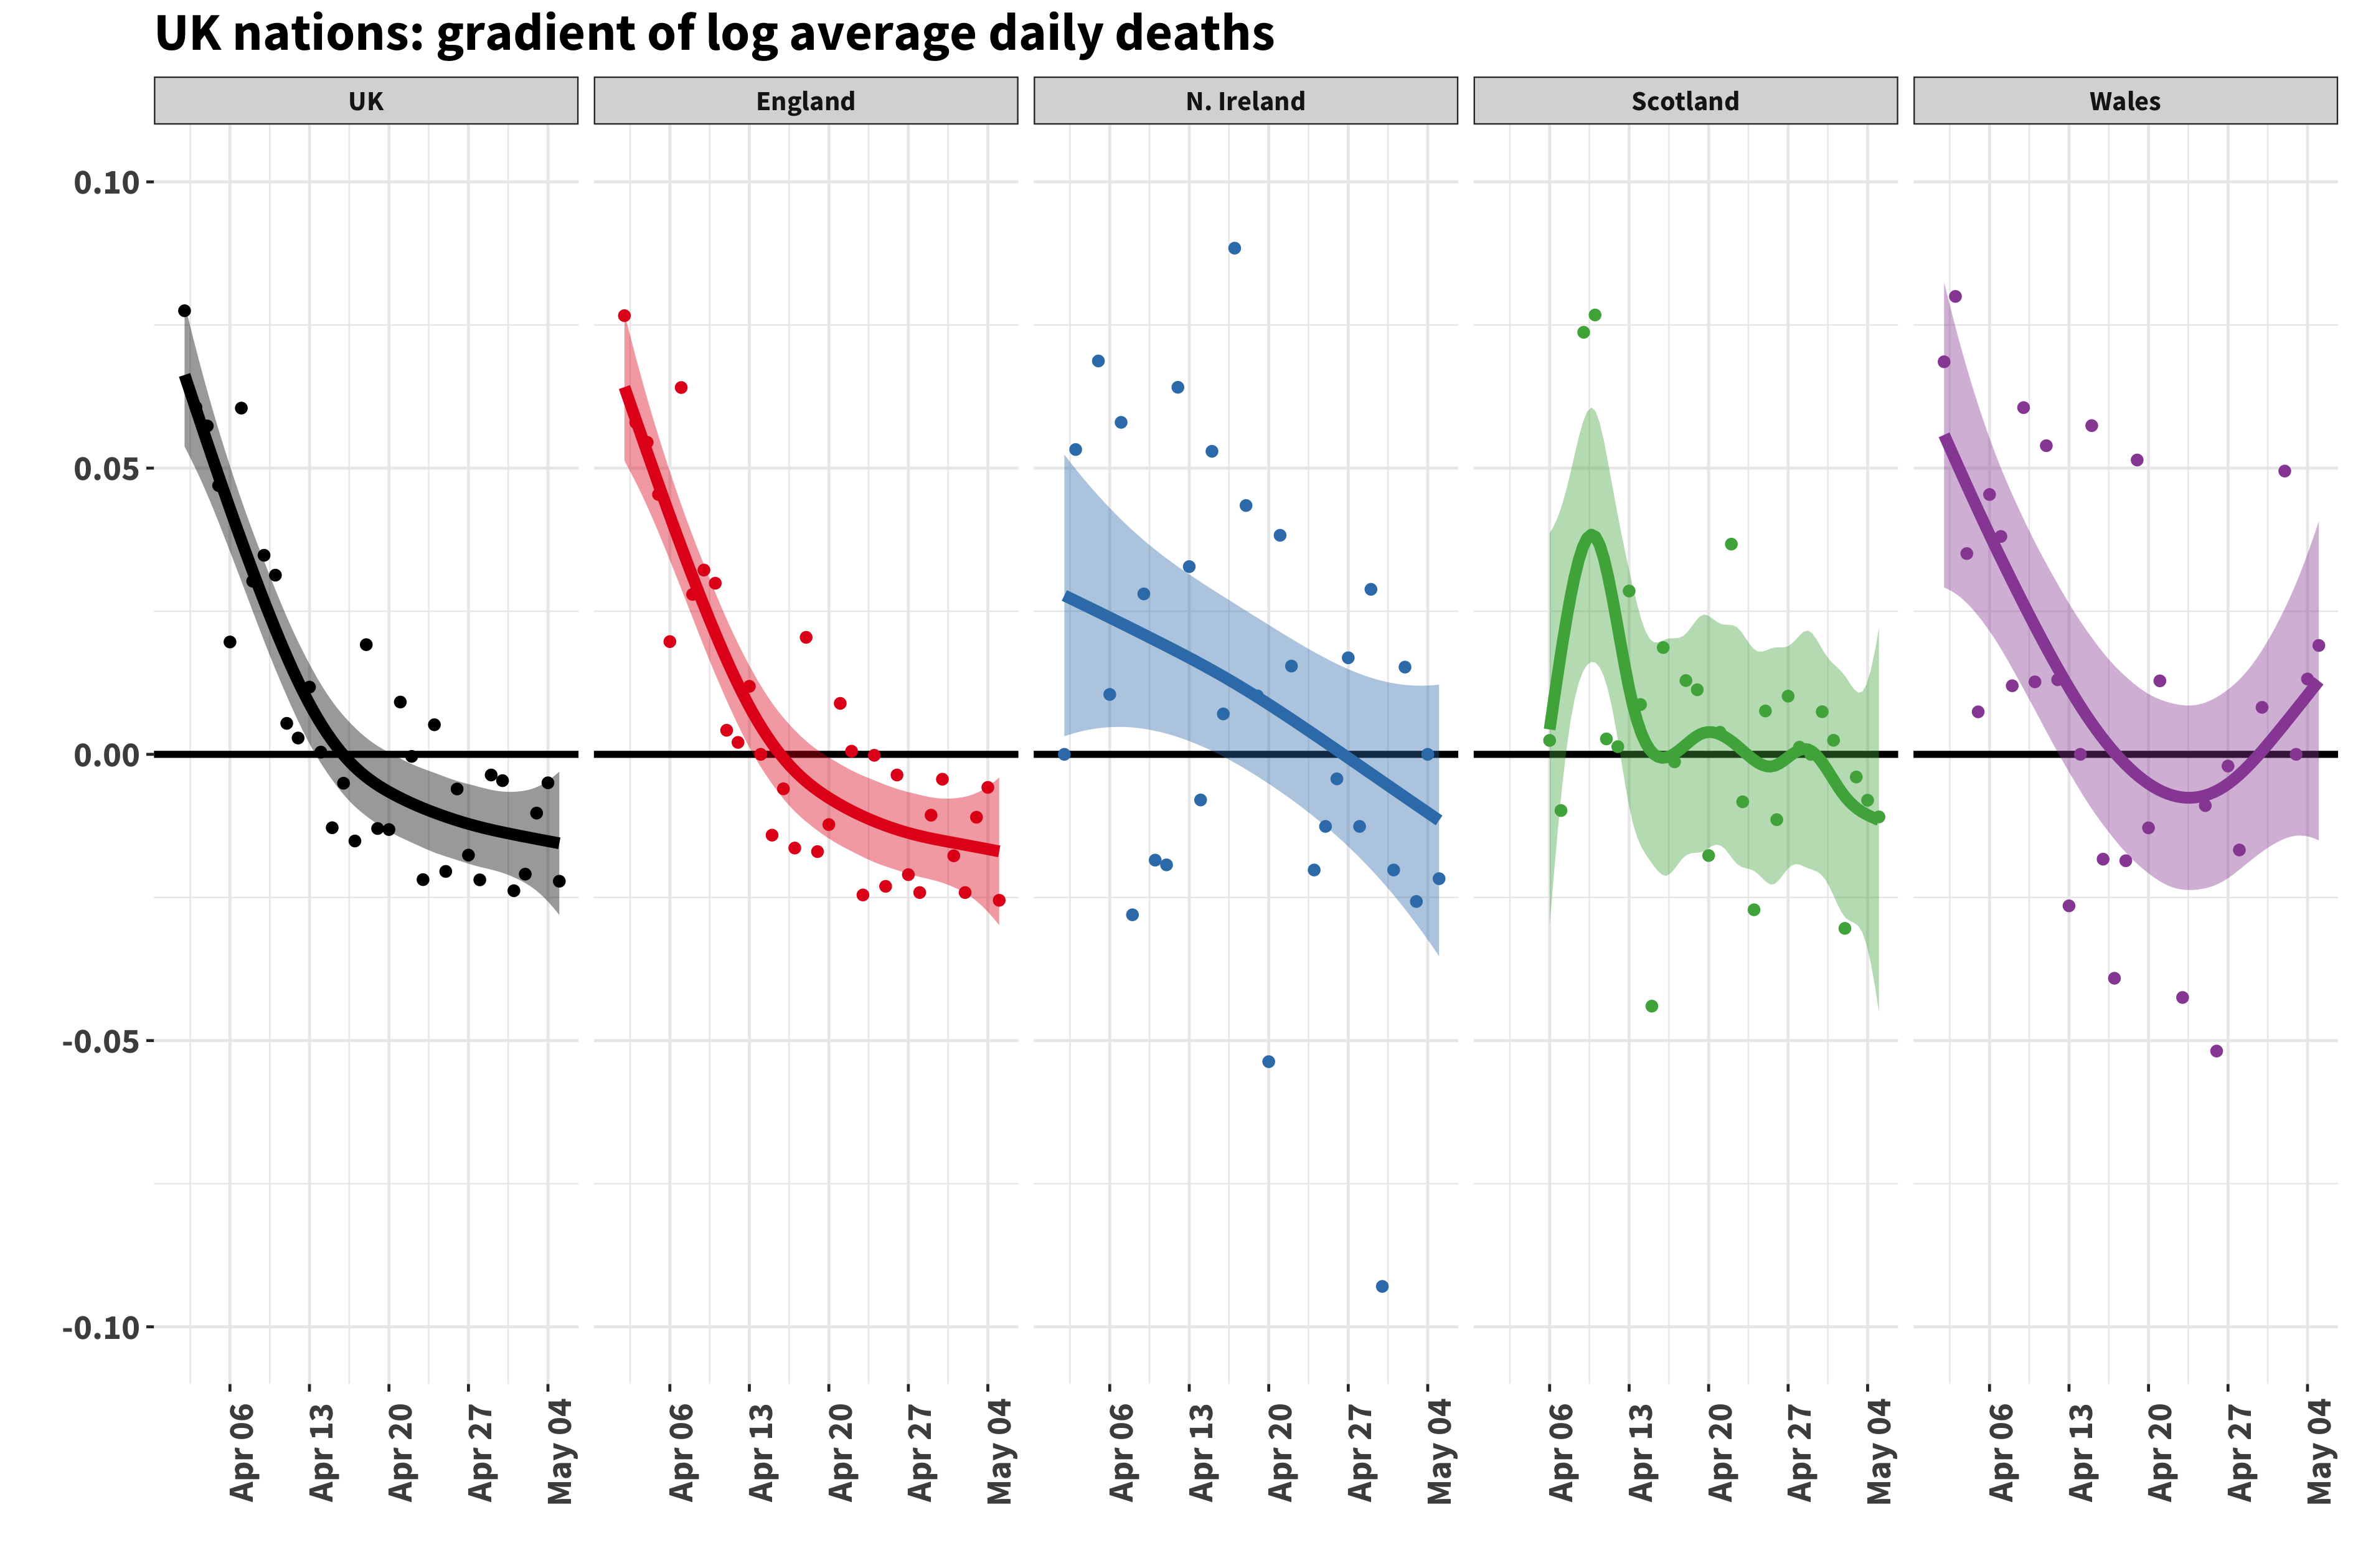 UK nations: gradient of log average daily deaths
UK England N. Ireland Scotland Wales
0.10
0.05
0.00
-0.05
-0.10
Apr 06 Apr 13 Apr 20 Apr 27 May 04 Apr 06 Apr 13 Apr 20 Apr 27 May 04 Apr 06 Apr 13 Apr 20 Apr 27 May 04 Apr 06 Apr 13 Apr 20 Apr 27 May 04 Apr 06 Apr 13 Apr 20 Apr 27 May 04